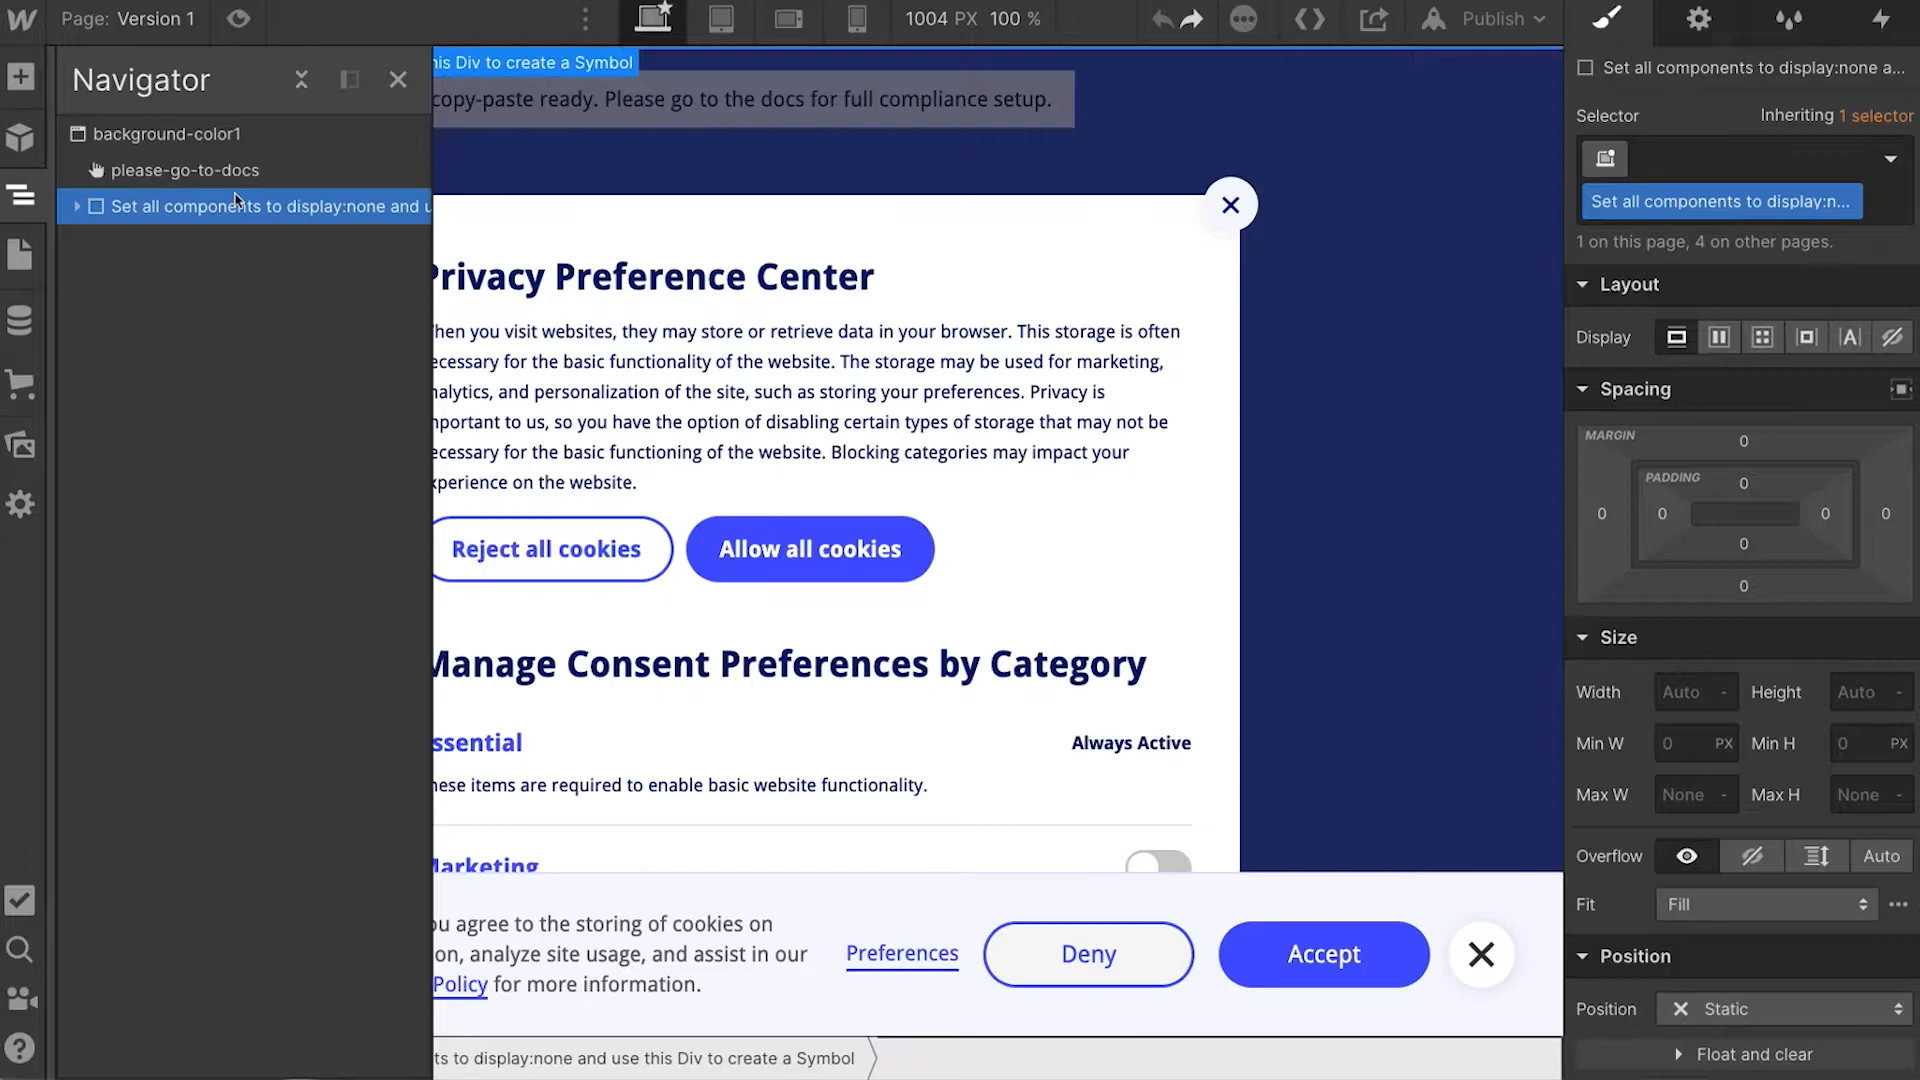 Page: Version 1
1004 PX 100 %
Publish
Navigator
background-color1
please-go-to-docs
Set all components to display:none and u
his Div to create a Symbol
copy-paste ready. Please go to the docs for full compliance setup.
Privacy Preference Center
hen you visit websites, they may store or retrieve data in your browser. This storage is often
ecessary for the basic functionality of the website. The storage may be used for marketing,
nalytics, and personalization of the site, such as storing your preferences. Privacy is
mportant to us, so you have the option of disabling certain types of storage that may not be
ecessary for the basic functioning of the website. Blocking categories may impact your
xperience on the website.
Reject all cookies
Allow all cookies
Manage Consent Preferences by Category
ssential
Always Active
hese items are required to enable basic website functionality.
Marketing
ou agree to the storing of cookies on
on, analyze site usage, and assist in our
Policy for more information.
Preferences
Deny
Accept
ts to display:none and use this Div to create a Symbol
Set all components to display:none a...
Selector
Inheriting 1 selector
Set all components to display:n...
1 on this page, 4 on other pages.
Layout
Display
Spacing
MARGIN
0
PADDING
0
0 0 0 0
0
0
Size
Width Auto - Height Auto -
Min W 0 PX Min H 0 PX
Max W None - Max H None -
Overflow Auto
Fit Fill
Position
Position Static
Float and clear